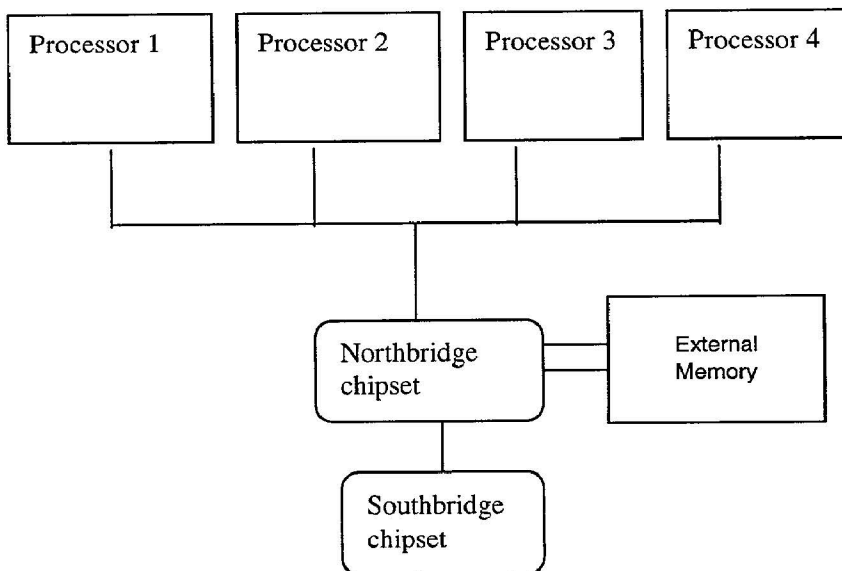 Processor 1
Processor 2
Processor 3
Processor 4
Northbridge
chipset
External
Memory
Southbridge
chipset